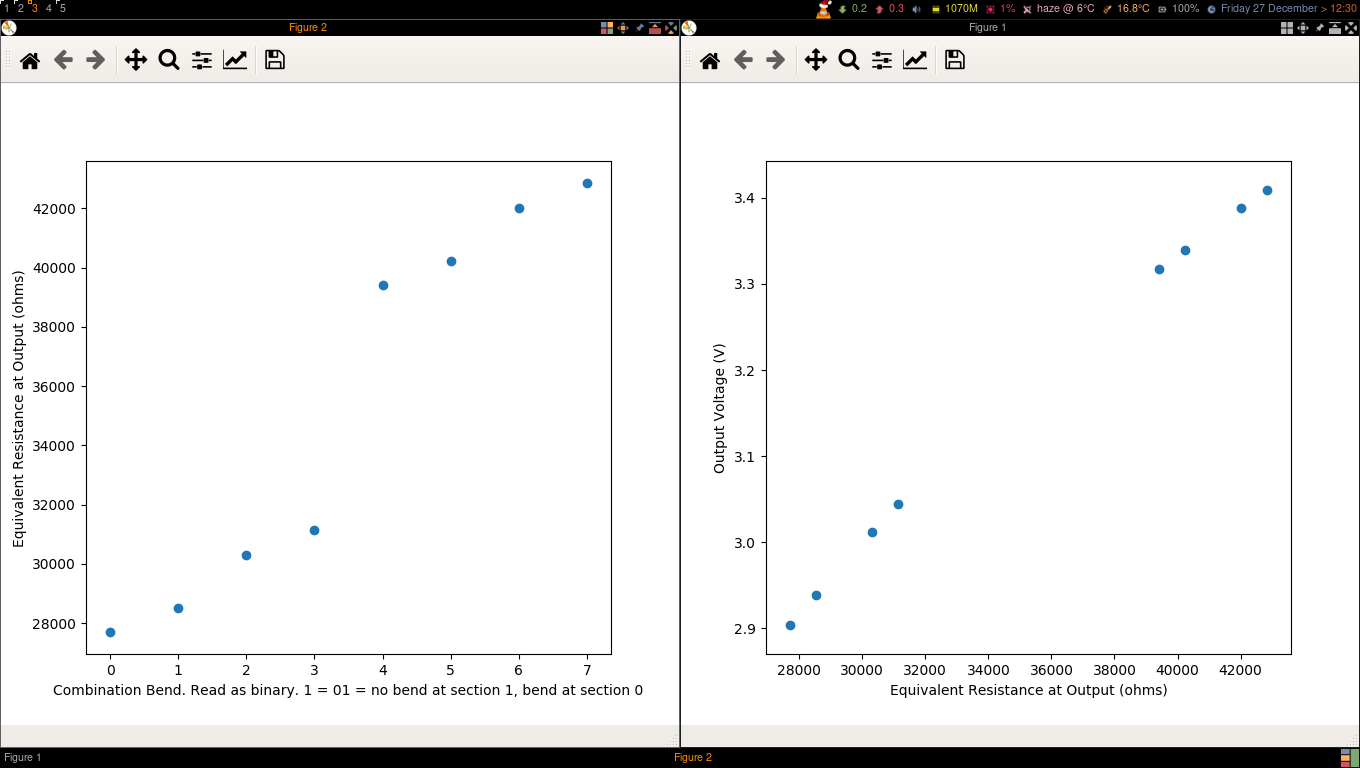 1 2 3 4 5
0.2 0.3 1070M 1% haze @ 6°C 16.8°C 100% Friday 27 December > 12:30
Figure 2
Figure 1
42000
40000
38000
36000
34000
32000
30000
28000
Equivalent Resistance at Output (ohms)
0 1 2 3 4 5 6 7
Combination Bend. Read as binary. 1 = 01 = no bend at section 1, bend at section 0
3.4
3.3
3.2
3.1
3.0
2.9
Output Voltage (V)
28000 30000 32000 34000 36000 38000 40000 42000
Equivalent Resistance at Output (ohms)
Figure 1
Figure 2